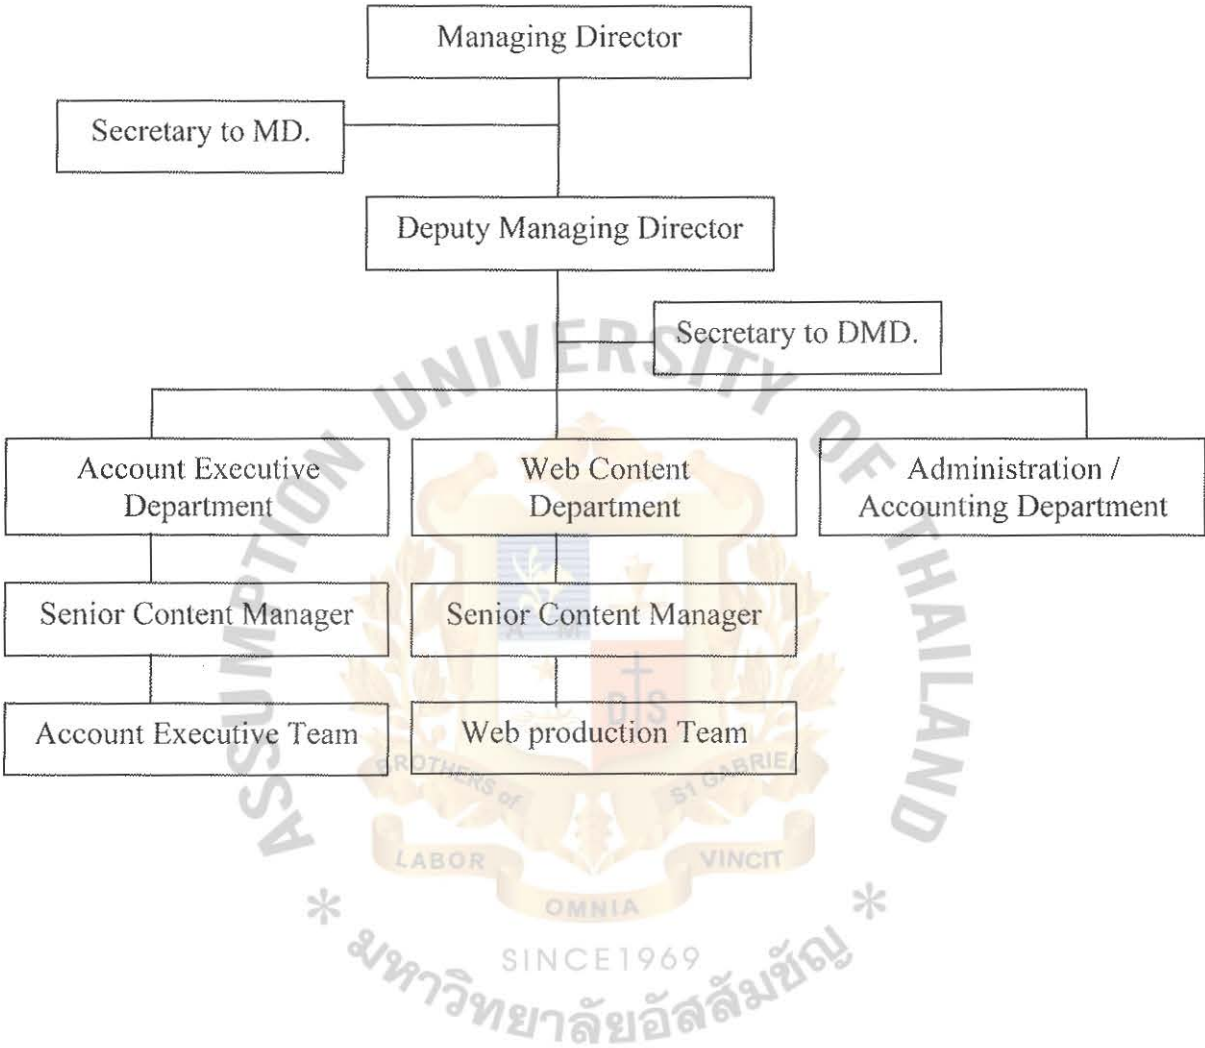 Managing Director
Secretary to MD.
Deputy Managing Director
Secretary to DMD.
Account Executive
Department
Web Content
Department
Administration /
Accounting Department
Senior Content Manager
Senior Content Manager
Account Executive Team
Web production Team
ASSUMPTION UNIVERSITY OF THAILAND
A M
D S
BROTHERS of ST GABRIEL
LABOR
OMNIA
VINCIT
SINCE1969
* มหาวิทยาลัยอัสสัมชัญ *